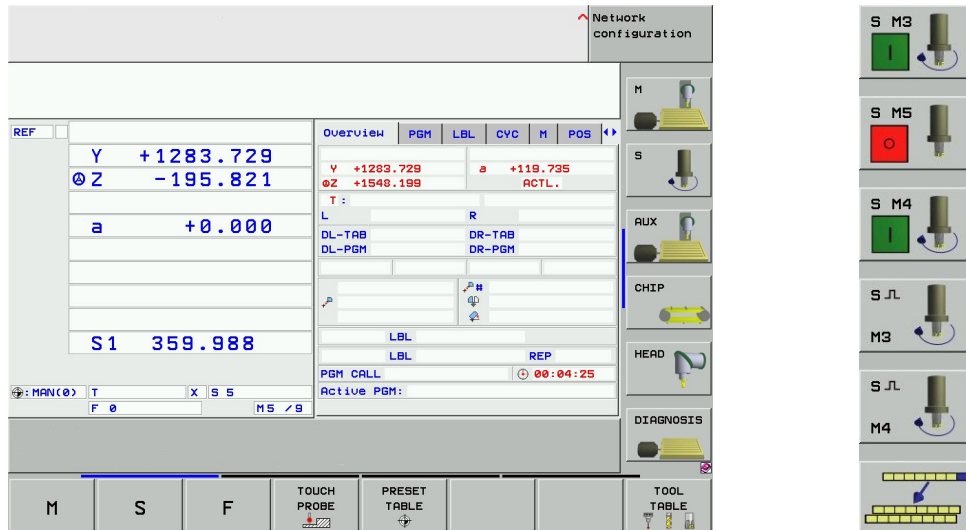 Network
configuration
REF
Y +1283.729
Z -195.821
a +0.000
S1 359.988
:MAN(0) T X S 5
F 0 M5 /9
Overview PGM LBL CYC M POS
Y +1283.729 a +119.735
Z +1548.199 ACTL.
T :
L R
DL-TAB DR-TAB
DL-PGM DR-PGM
#
LBL
LBL REP
PGM CALL 00:04:25
Active PGM:
M
S
AUX
CHIP
HEAD
DIAGNOSIS
M
S
F
TOUCH
PROBE
PRESET
TABLE
TOOL
TABLE
S M3
S M5
S M4
S
M3
S
M4